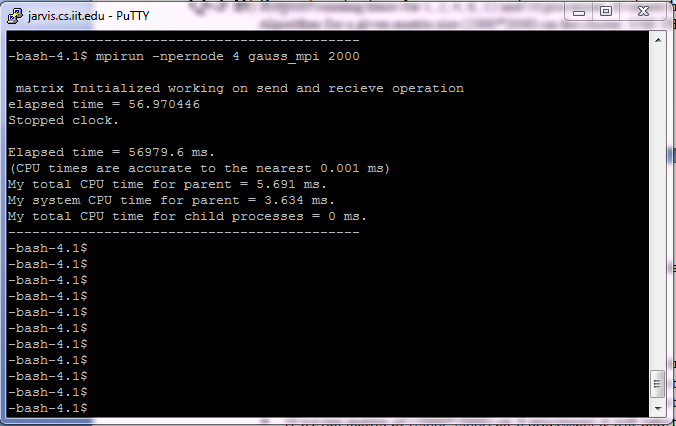 jarvis.cs.iit.edu - PuTTY
--------------------------------------------
-bash-4.1$ mpirun -npernode 4 gauss_mpi 2000
matrix Initialized working on send and recieve operation
elapsed time = 56.970446
Stopped clock.
Elapsed time = 56979.6 ms.
(CPU times are accurate to the nearest 0.001 ms)
My total CPU time for parent = 5.691 ms.
My system CPU time for parent = 3.634 ms.
My total CPU time for child processes = 0 ms.
--------------------------------------------
-bash-4.1$
-bash-4.1$
-bash-4.1$
-bash-4.1$
-bash-4.1$
-bash-4.1$
-bash-4.1$
-bash-4.1$
-bash-4.1$
-bash-4.1$
-bash-4.1$